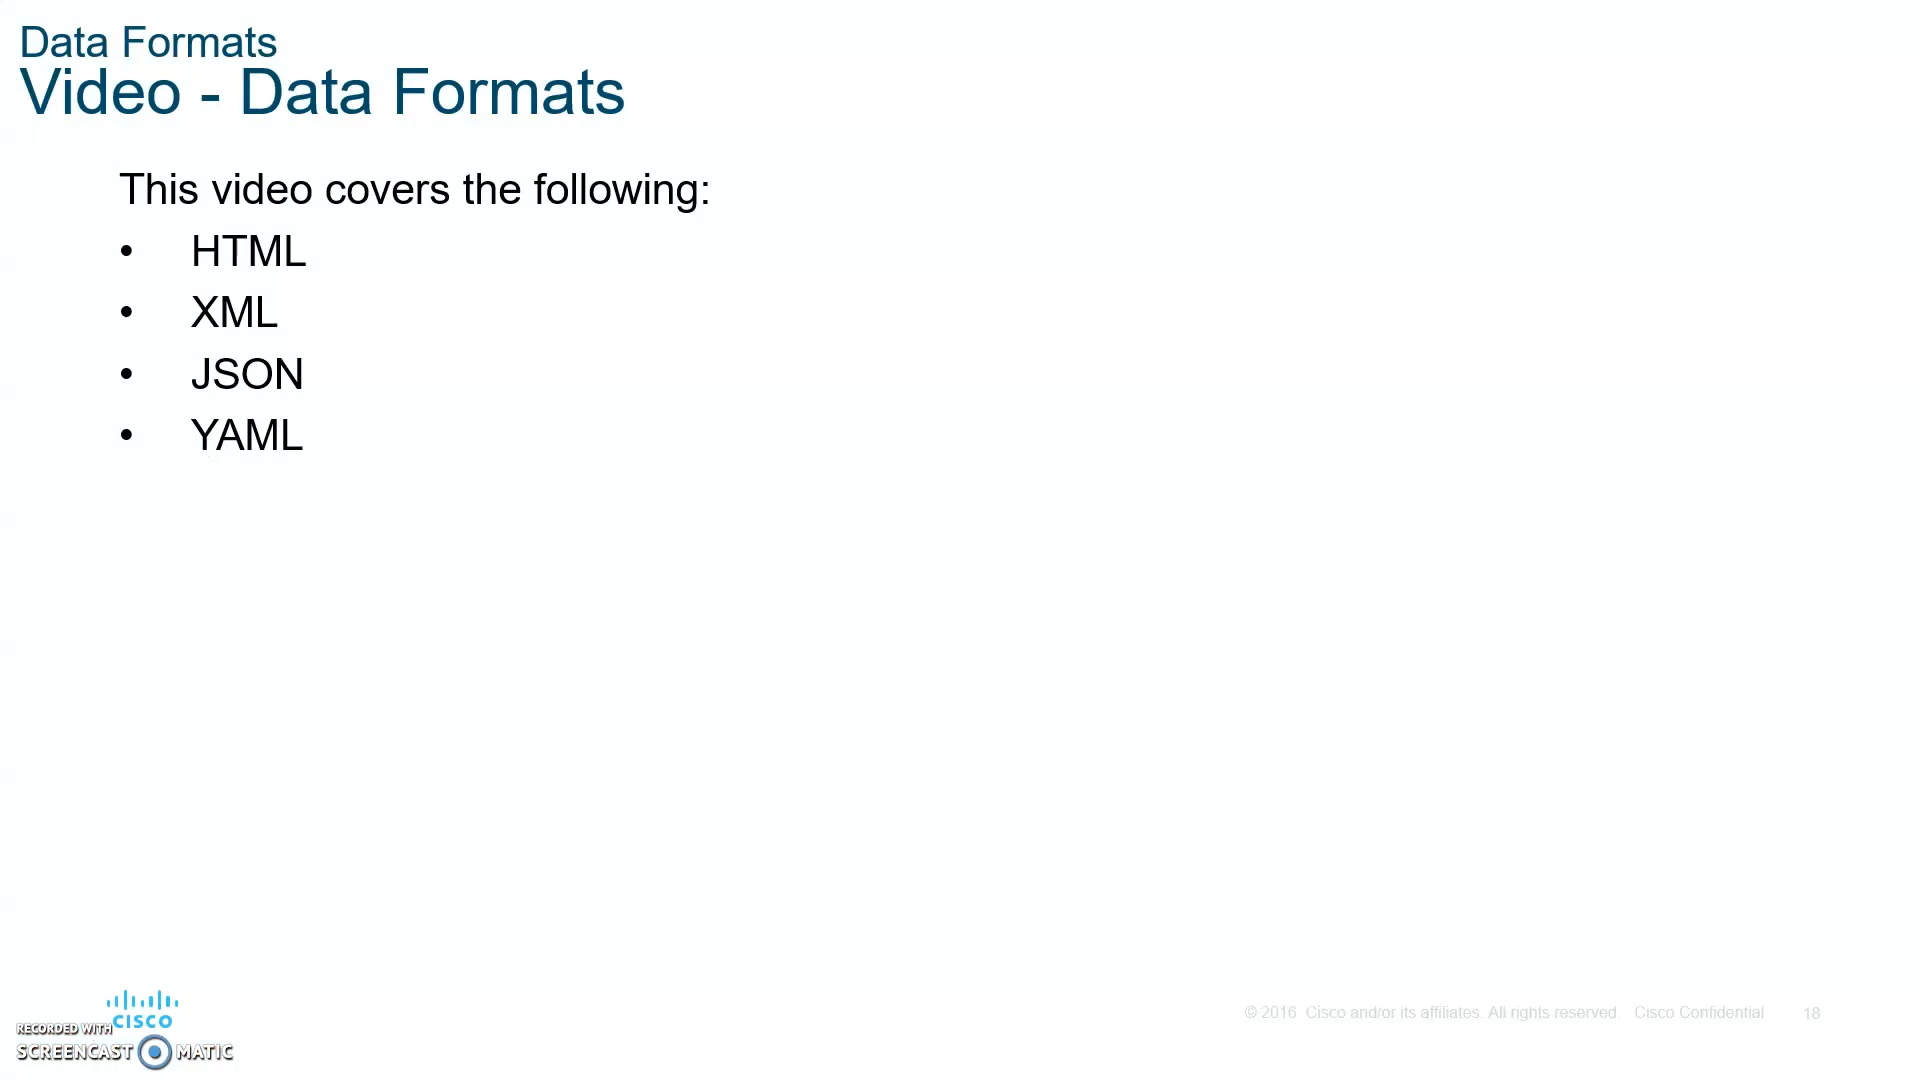 Data Formats
Video - Data Formats
This video covers the following:
• HTML
• XML
• JSON
• YAML
© 2016 Cisco and/or its affiliates. All rights reserved. Cisco Confidential 18
CISCO
RECORDED WITH
SCREENCAST MATIC